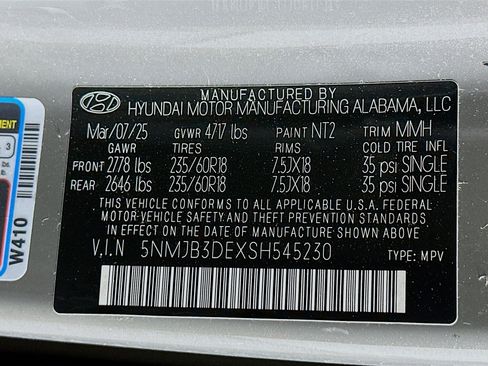 MANUFACTURED BY
HYUNDAI MOTOR MANUFACTURING ALABAMA, LLC
Mar/07/25 GVWR 4717 lbs PAINT NT2 TRIM MMH
GAWR TIRES RIMS COLD TIRE INFL
FRONT 2778 lbs 235/60R18 7.5JX18 35 psi SINGLE
REAR 2646 lbs 235/60R18 7.5JX18 35 psi SINGLE
THIS VEHICLE CONFORMS TO ALL APPLICABLE U.S.A. FEDERAL
MOTOR VEHICLE SAFETY AND THEFT PREVENTION STANDARDS
IN EFFECT ON THE DATE OF MANUFACTURE SHOWN ABOVE.
V.I.N 5NMJB3DEXSH545230 TYPE: MPV
W410
3
lbs.